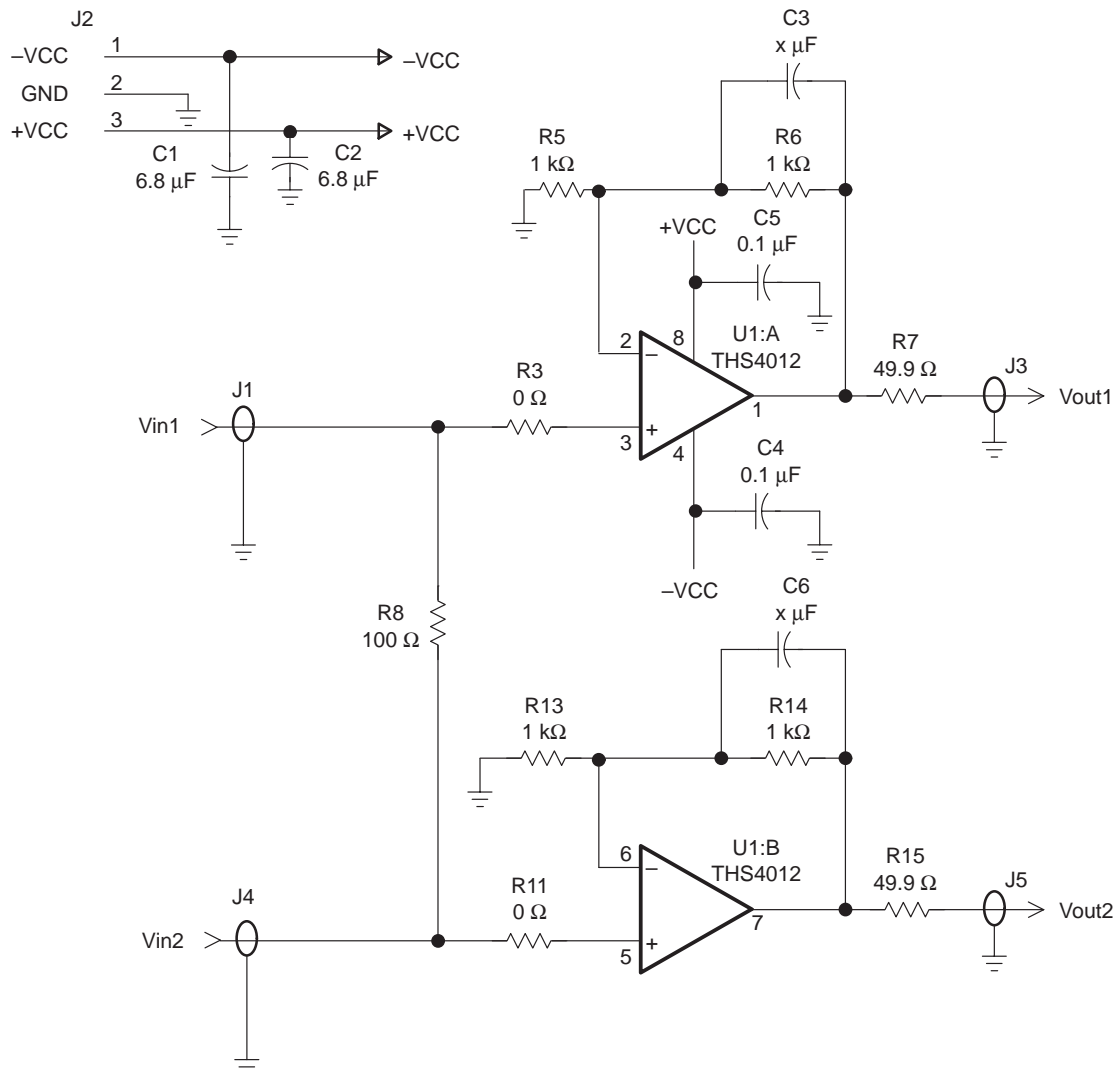 J2
–VCC
1
–VCC
GND
2
+VCC
3
+VCC
C1
6.8 μF
C2
6.8 μF
C3
x μF
R5
1 kΩ
R6
1 kΩ
+VCC
C5
0.1 μF
2
–
8
U1:A
THS4012
R7
49.9 Ω
J3
Vout1
1
J1
Vin1
R3
0 Ω
3
+
4
C4
0.1 μF
–VCC
R8
100 Ω
C6
x μF
R13
1 kΩ
R14
1 kΩ
6
–
U1:B
THS4012
R15
49.9 Ω
J5
Vout2
7
J4
Vin2
R11
0 Ω
5
+